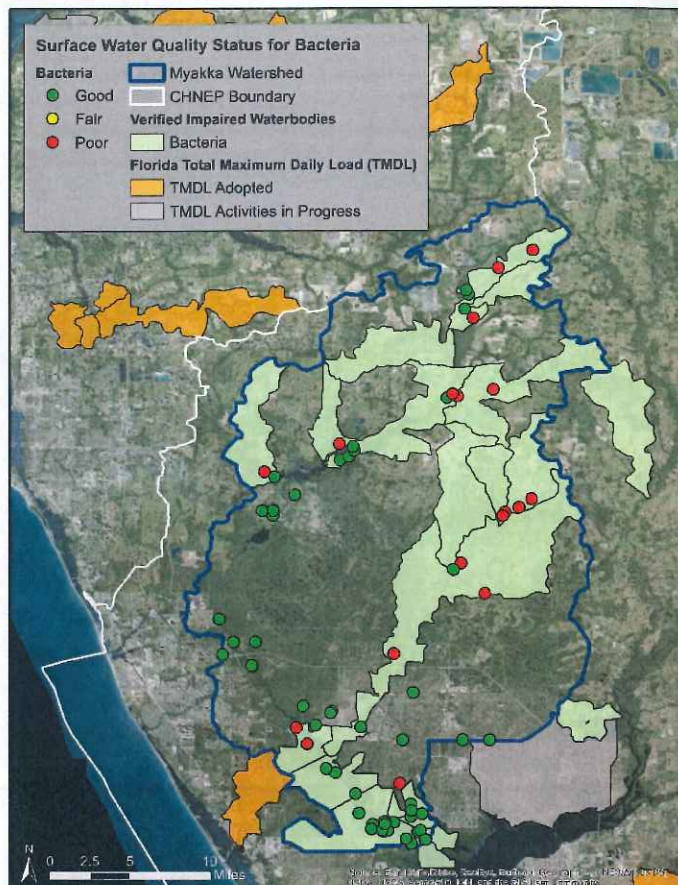 Surface Water Quality Status for Bacteria
Bacteria
Good
Fair
Poor
Myakka Watershed
CHNEP Boundary
Verified Impaired Waterbodies
Bacteria
Florida Total Maximum Daily Load (TMDL)
TMDL Adopted
TMDL Activities in Progress
N
0 2.5 5 10
Miles